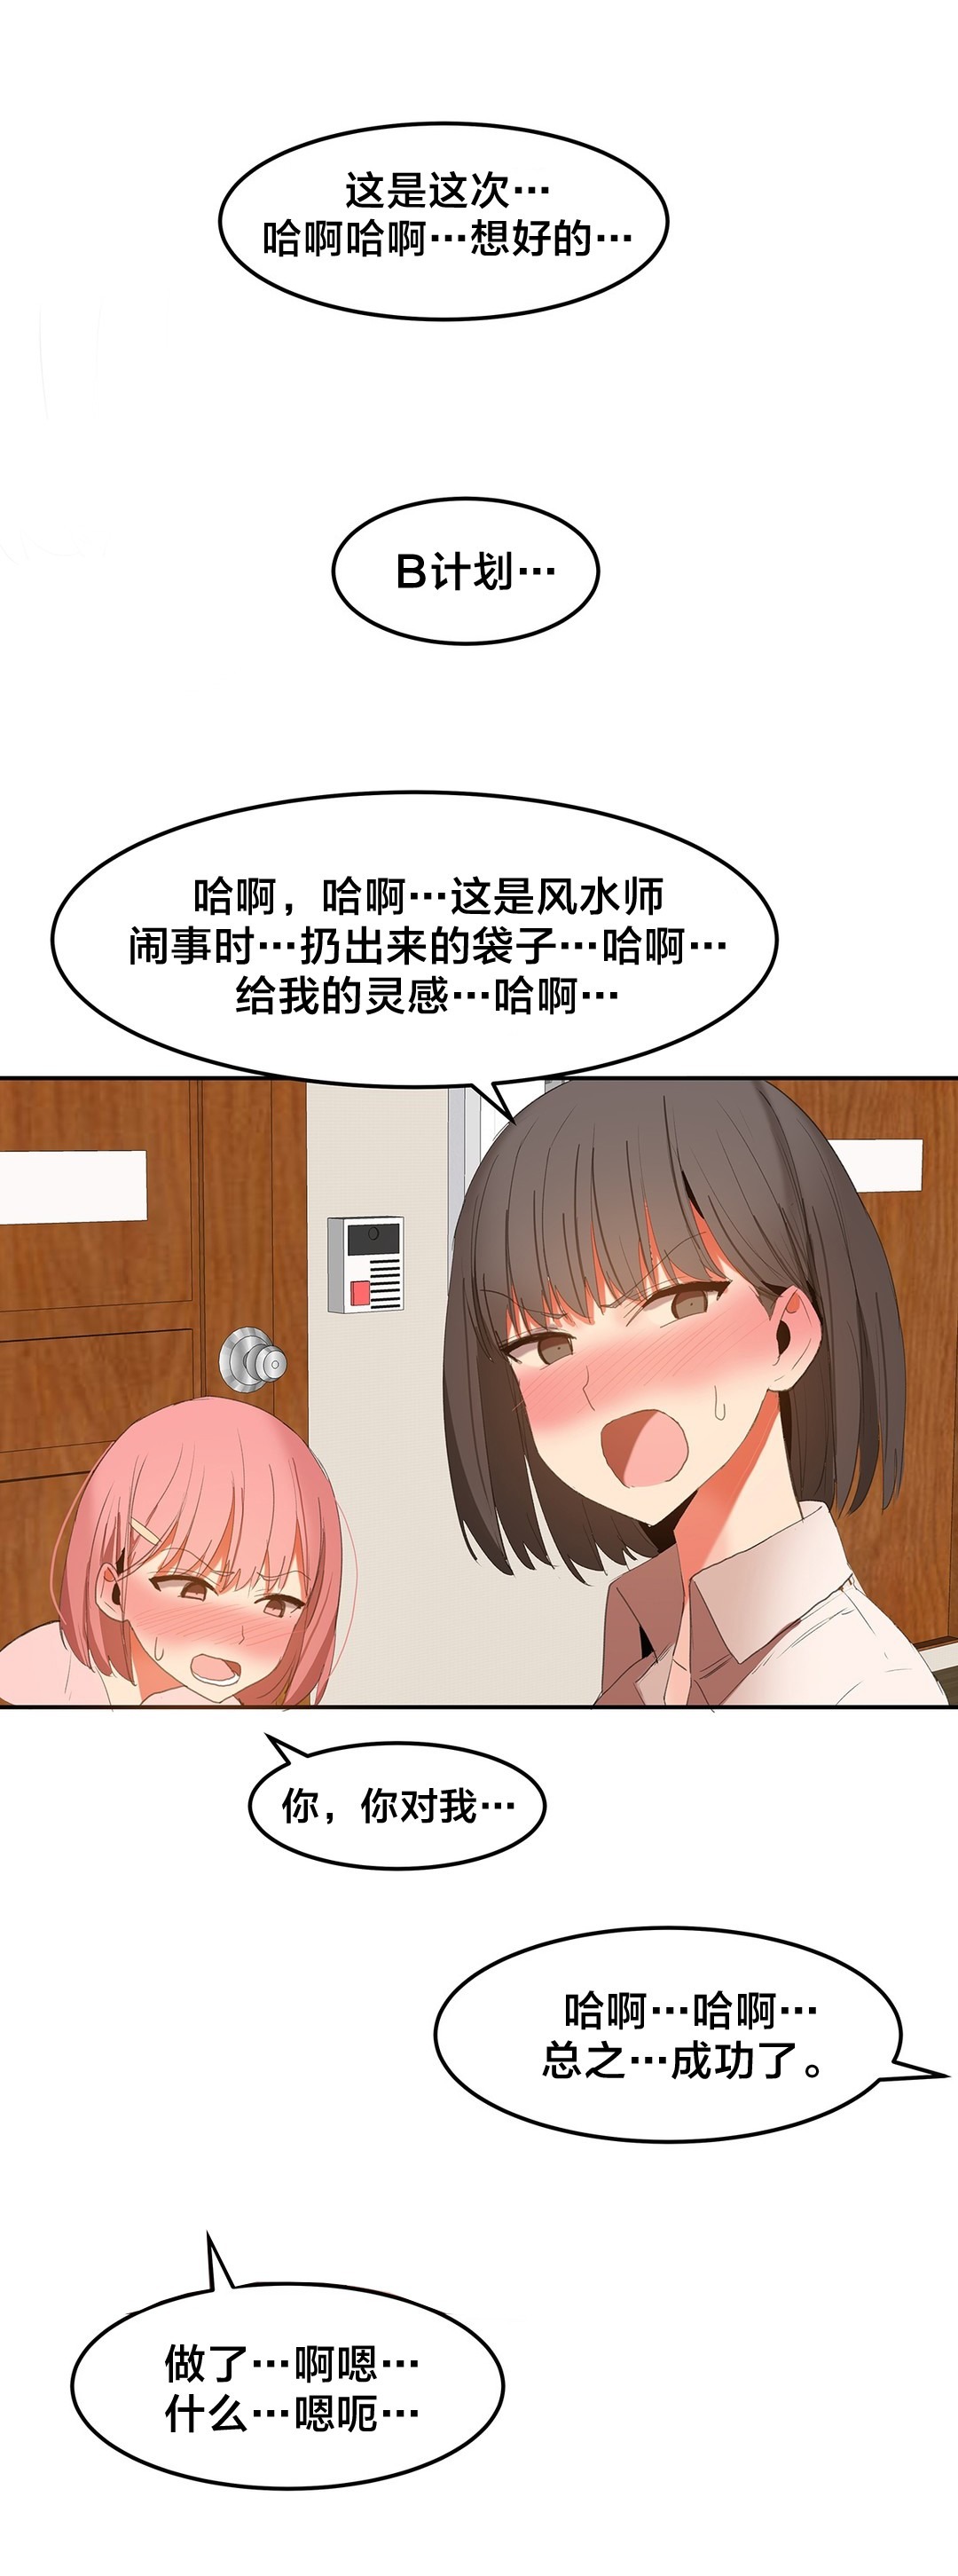 这是这次…
哈啊哈啊…想好的…
B计划…
哈啊，哈啊…这是风水师
闹事时…扔出来的袋子…哈啊…
给我的灵感…哈啊…
你，你对我…
哈啊…哈啊…
总之…成功了。
做了…啊嗯…
什么…嗯呃…